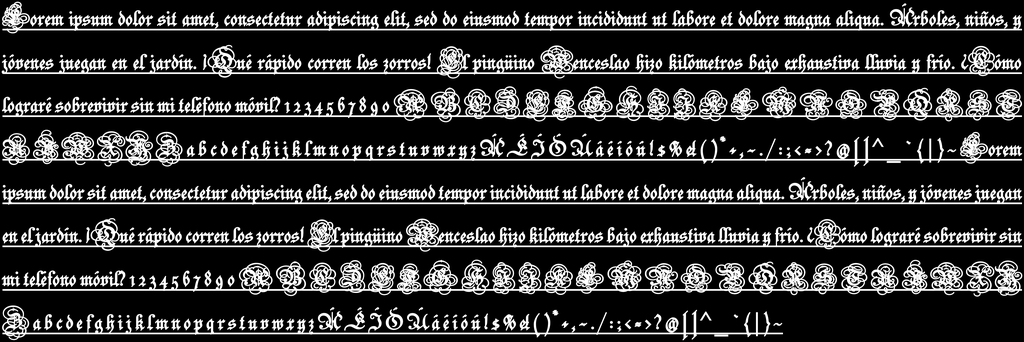 Lorem ipsum dolor sit amet, consectetur adipiscing elit, sed do eiusmod tempor incididunt ut labore et dolore magna aliqua. Árboles, niños, y
jóvenes juegan en el jardín. ¡Qué rápido corren los zorros! El pingüino Wenceslao hizo kilómetros bajo exhaustiva lluvia y frío. ¿Cómo
lograré sobrevivir sin mi teléfono móvil? 1 2 3 4 5 6 7 8 9 0 A B C D E F G H I J K L M N O P Q R S T
U V W X Y Z a b c d e f g h i j k l m n o p q r s t u v w x y z Á É Í Ó Ú á é í ó ú ! $ % & ( ) * + , - . / : ; < = > ? @ [ ] ^ _ ` { | } ~ Lorem
ipsum dolor sit amet, consectetur adipiscing elit, sed do eiusmod tempor incididunt ut labore et dolore magna aliqua. Árboles, niños, y jóvenes juegan
en el jardín. ¡Qué rápido corren los zorros! El pingüino Wenceslao hizo kilómetros bajo exhaustiva lluvia y frío. ¿Cómo lograré sobrevivir sin
mi teléfono móvil? 1 2 3 4 5 6 7 8 9 0 A B C D E F G H I J K L M N O P Q R S T U V W X Y
Z a b c d e f g h i j k l m n o p q r s t u v w x y z Á É Í Ó Ú á é í ó ú ! $ % & ( ) * + , - . / : ; < = > ? @ [ ] ^ _ ` { | } ~